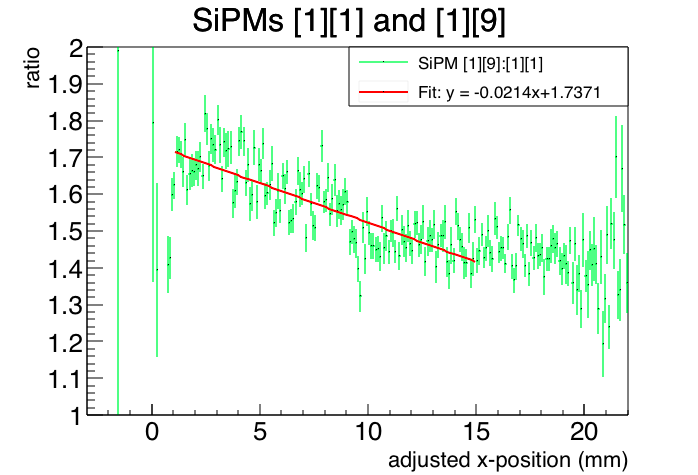 SiPMs [1][1] and [1][9]
ratio
SiPM [1][9]:[1][1]
Fit: y = -0.0214x+1.7371
2
1.9
1.8
1.7
1.6
1.5
1.4
1.3
1.2
1.1
1
0 5 10 15 20
adjusted x-position (mm)